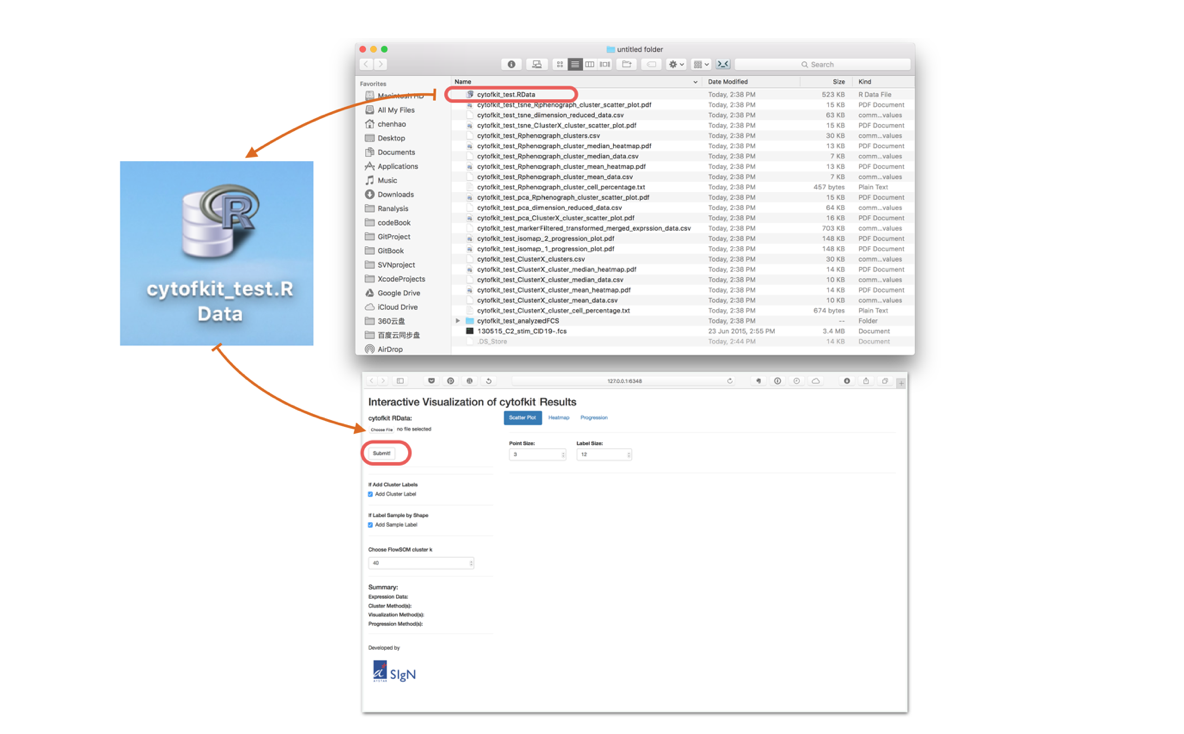 untitled folder
Search
Favorites
Macintosh HD
All My Files
chenhao
Desktop
Documents
Applications
Music
Downloads
Ranalysis
codeBook
GitProject
GitBook
SVNproject
XcodeProjects
Google Drive
iCloud Drive
360云盘
百度云同步盘
AirDrop
Name Date Modified Size Kind
cytofkit_test.RData Today, 2:38 PM 523 KB R Data File
cytofkit_test_tsne_Rphenograph_cluster_scatter_plot.pdf Today, 2:38 PM 15 KB PDF Document
cytofkit_test_tsne_dimension_reduced_data.csv Today, 2:38 PM 63 KB comm...values
cytofkit_test_tsne_ClusterX_cluster_scatter_plot.pdf Today, 2:38 PM 15 KB PDF Document
cytofkit_test_Rphenograph_clusters.csv Today, 2:38 PM 30 KB comm...values
cytofkit_test_Rphenograph_cluster_median_heatmap.pdf Today, 2:38 PM 13 KB PDF Document
cytofkit_test_Rphenograph_cluster_median_data.csv Today, 2:38 PM 7 KB comm...values
cytofkit_test_Rphenograph_cluster_mean_heatmap.pdf Today, 2:38 PM 13 KB PDF Document
cytofkit_test_Rphenograph_cluster_mean_data.csv Today, 2:38 PM 7 KB comm...values
cytofkit_test_Rphenograph_cluster_cell_percentage.txt Today, 2:38 PM 457 bytes Plain Text
cytofkit_test_pca_Rphenograph_cluster_scatter_plot.pdf Today, 2:38 PM 15 KB PDF Document
cytofkit_test_pca_dimension_reduced_data.csv Today, 2:38 PM 64 KB comm...values
cytofkit_test_pca_ClusterX_cluster_scatter_plot.pdf Today, 2:38 PM 16 KB PDF Document
cytofkit_test_markerFiltered_transformed_merged_exprssion_data.csv Today, 2:38 PM 703 KB comm...values
cytofkit_test_isomap_2_progression_plot.pdf Today, 2:38 PM 148 KB PDF Document
cytofkit_test_isomap_1_progression_plot.pdf Today, 2:38 PM 148 KB PDF Document
cytofkit_test_ClusterX_clusters.csv Today, 2:38 PM 30 KB comm...values
cytofkit_test_ClusterX_cluster_median_heatmap.pdf Today, 2:38 PM 14 KB PDF Document
cytofkit_test_ClusterX_cluster_median_data.csv Today, 2:38 PM 10 KB comm...values
cytofkit_test_ClusterX_cluster_mean_heatmap.pdf Today, 2:38 PM 14 KB PDF Document
cytofkit_test_ClusterX_cluster_mean_data.csv Today, 2:38 PM 10 KB comm...values
cytofkit_test_ClusterX_cluster_cell_percentage.txt Today, 2:38 PM 674 bytes Plain Text
cytofkit_test_analyzedFCS Today, 2:38 PM -- Folder
130515_C2_stim_CD19-.fcs 23 Jun 2015, 2:55 PM 3.4 MB Document
.DS_Store Today, 2:44 PM 14 KB Document
R
cytofkit_test.R
Data
127.0.0.1:6348
Interactive Visualization of cytofkit Results
cytofkit RData:
Choose File no file selected
Submit!
Scatter Plot Heatmap Progression
Point Size: Label Size:
3 12
If Add Cluster Labels
Add Cluster Label
If Label Sample by Shape
Add Sample Label
Choose FlowSOM cluster k
40
Summary:
Expression Data:
Cluster Method(s):
Visualization Method(s):
Progression Method(s):
Developed by
SIgN